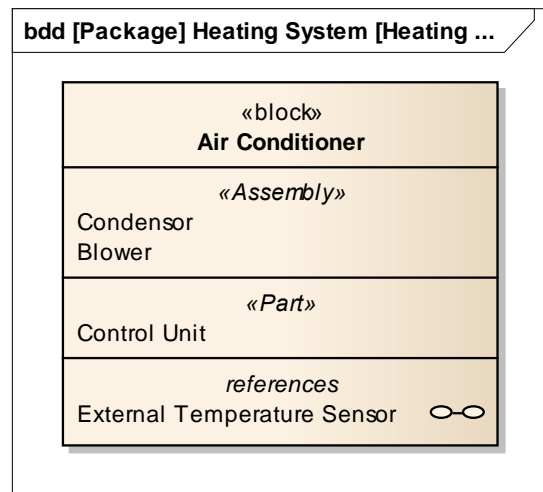 bdd [Package] Heating System [Heating ...
«block»
Air Conditioner
«Assembly»
Condensor
Blower
«Part»
Control Unit
references
External Temperature Sensor